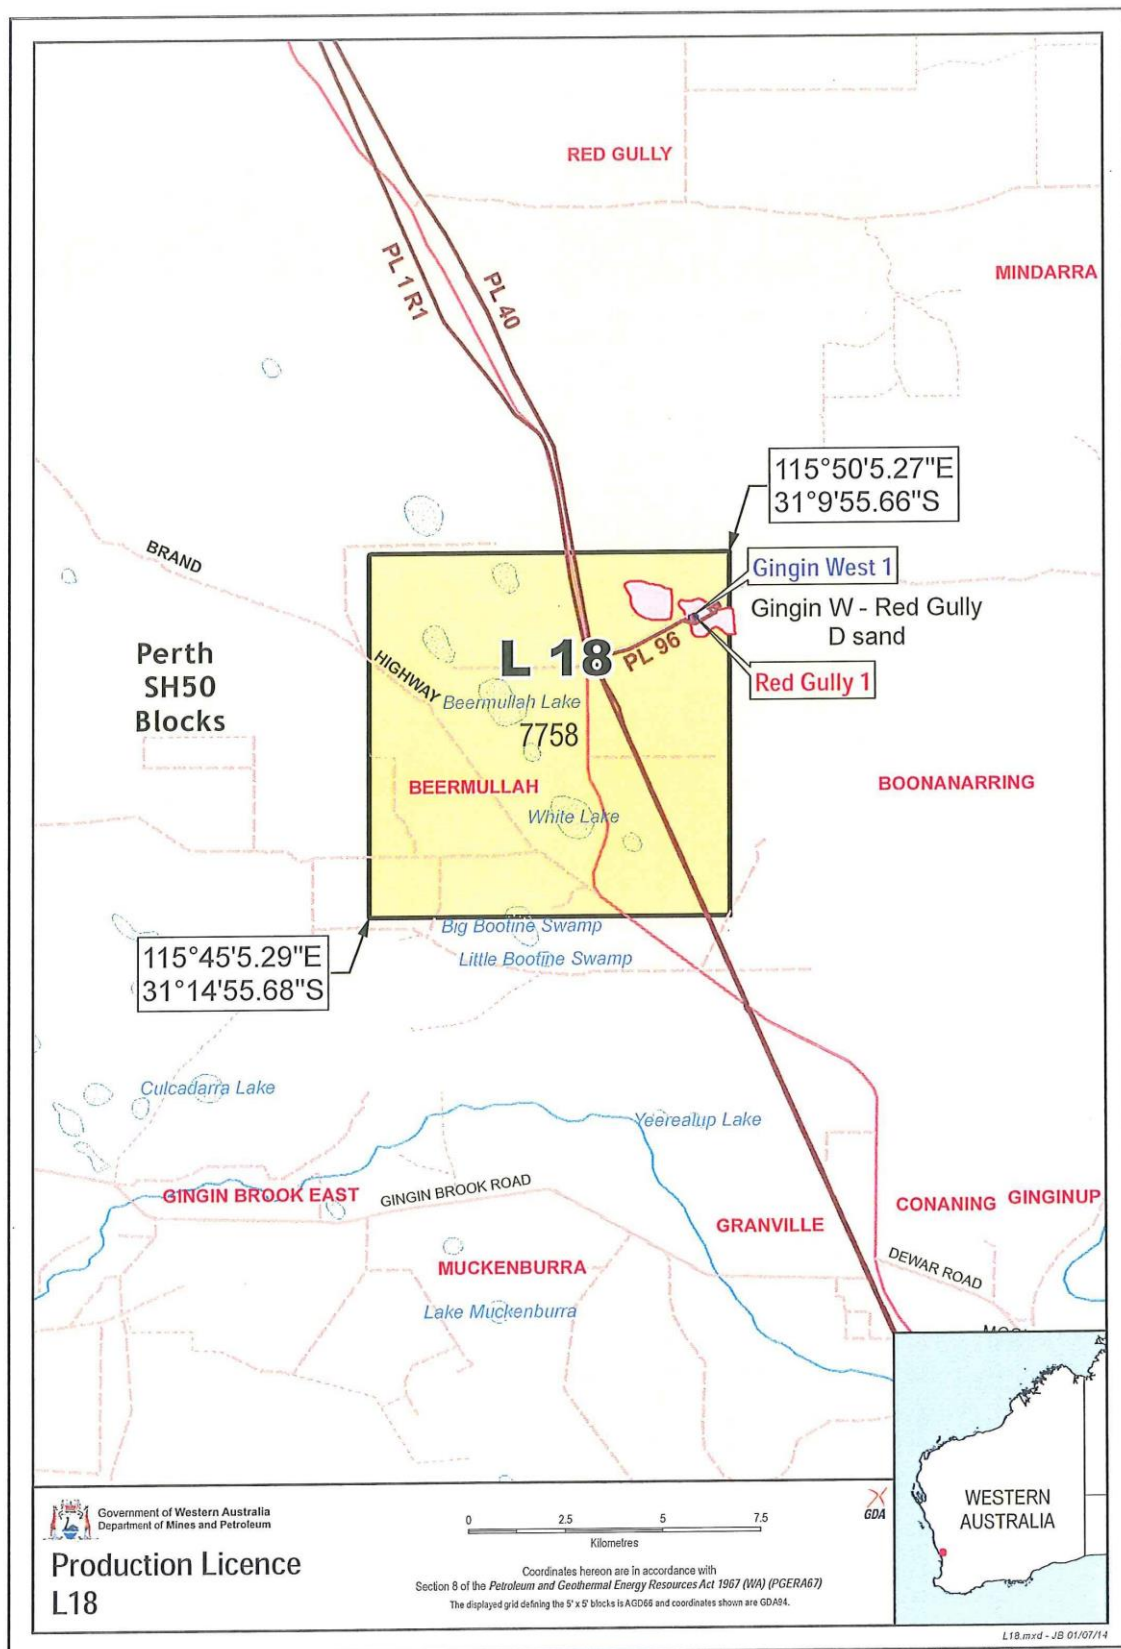 RED GULLY
MINDARRA
PL 1 R1
PL 40
115°50'5.27"E
31°9'55.66"S
BRAND
Gingin West 1
Gingin W - Red Gully
D sand
Perth
SH50
Blocks
HIGHWAY
L 18
PL 96
Red Gully 1
Beermullah Lake
7758
BEERMULLAH
BOONANARRING
White Lake
Big Bootine Swamp
Little Bootine Swamp
115°45'5.29"E
31°14'55.68"S
Culcadarra Lake
Yeerealup Lake
GINGIN BROOK EAST
GINGIN BROOK ROAD
GRANVILLE
CONANING
GINGINUP
MUCKENBURRA
DEWAR ROAD
Lake Muckenburra
WESTERN
AUSTRALIA
Government of Western Australia
Department of Mines and Petroleum
Production Licence
L18
0 2.5 5 7.5
Kilometres
GDA
Coordinates hereon are in accordance with
Section 8 of the Petroleum and Geothermal Energy Resources Act 1967 (WA) (PGERA67)
The displayed grid defining the 5' x 5' blocks is AGD66 and coordinates shown are GDA94.
L18.mxd - JB 01/07/14